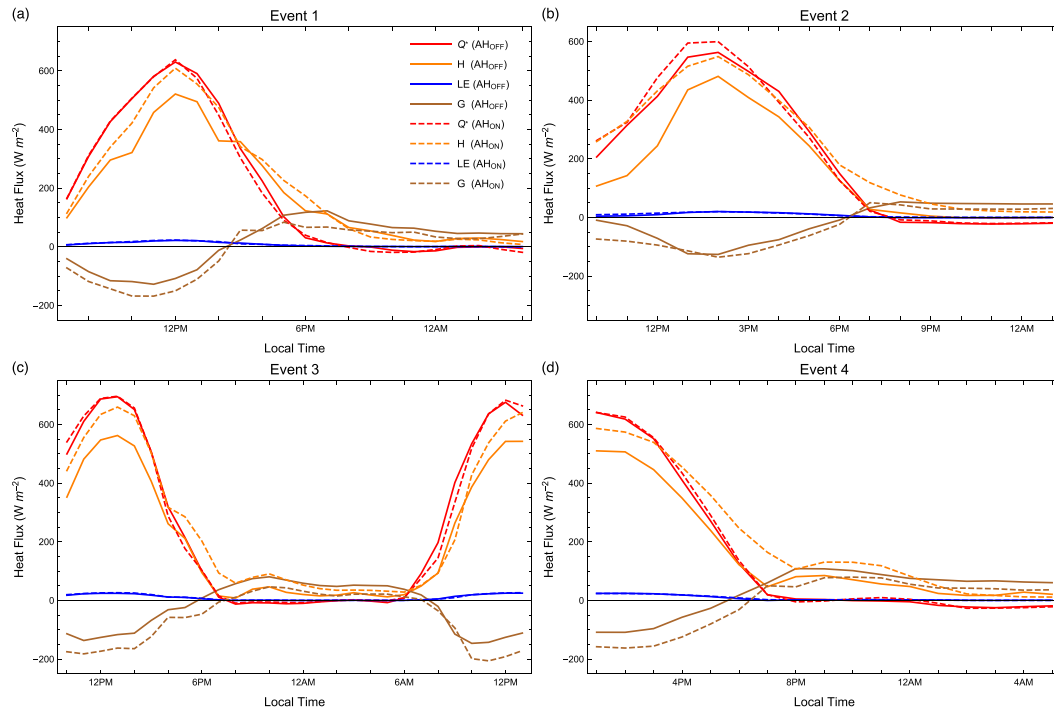 (a)
Event 1
Q* (AHOFF)
H (AHOFF)
LE (AHOFF)
G (AHOFF)
Q* (AHON)
H (AHON)
LE (AHON)
G (AHON)
Heat Flux (W m−2)
600
400
200
0
−200
12PM
6PM
12AM
Local Time
(b)
Event 2
Heat Flux (W m−2)
600
400
200
0
−200
12PM
3PM
6PM
9PM
12AM
Local Time
(c)
Event 3
Heat Flux (W m−2)
600
400
200
0
−200
12PM
6PM
12AM
6AM
12PM
Local Time
(d)
Event 4
Heat Flux (W m−2)
600
400
200
0
−200
4PM
8PM
12AM
4AM
Local Time